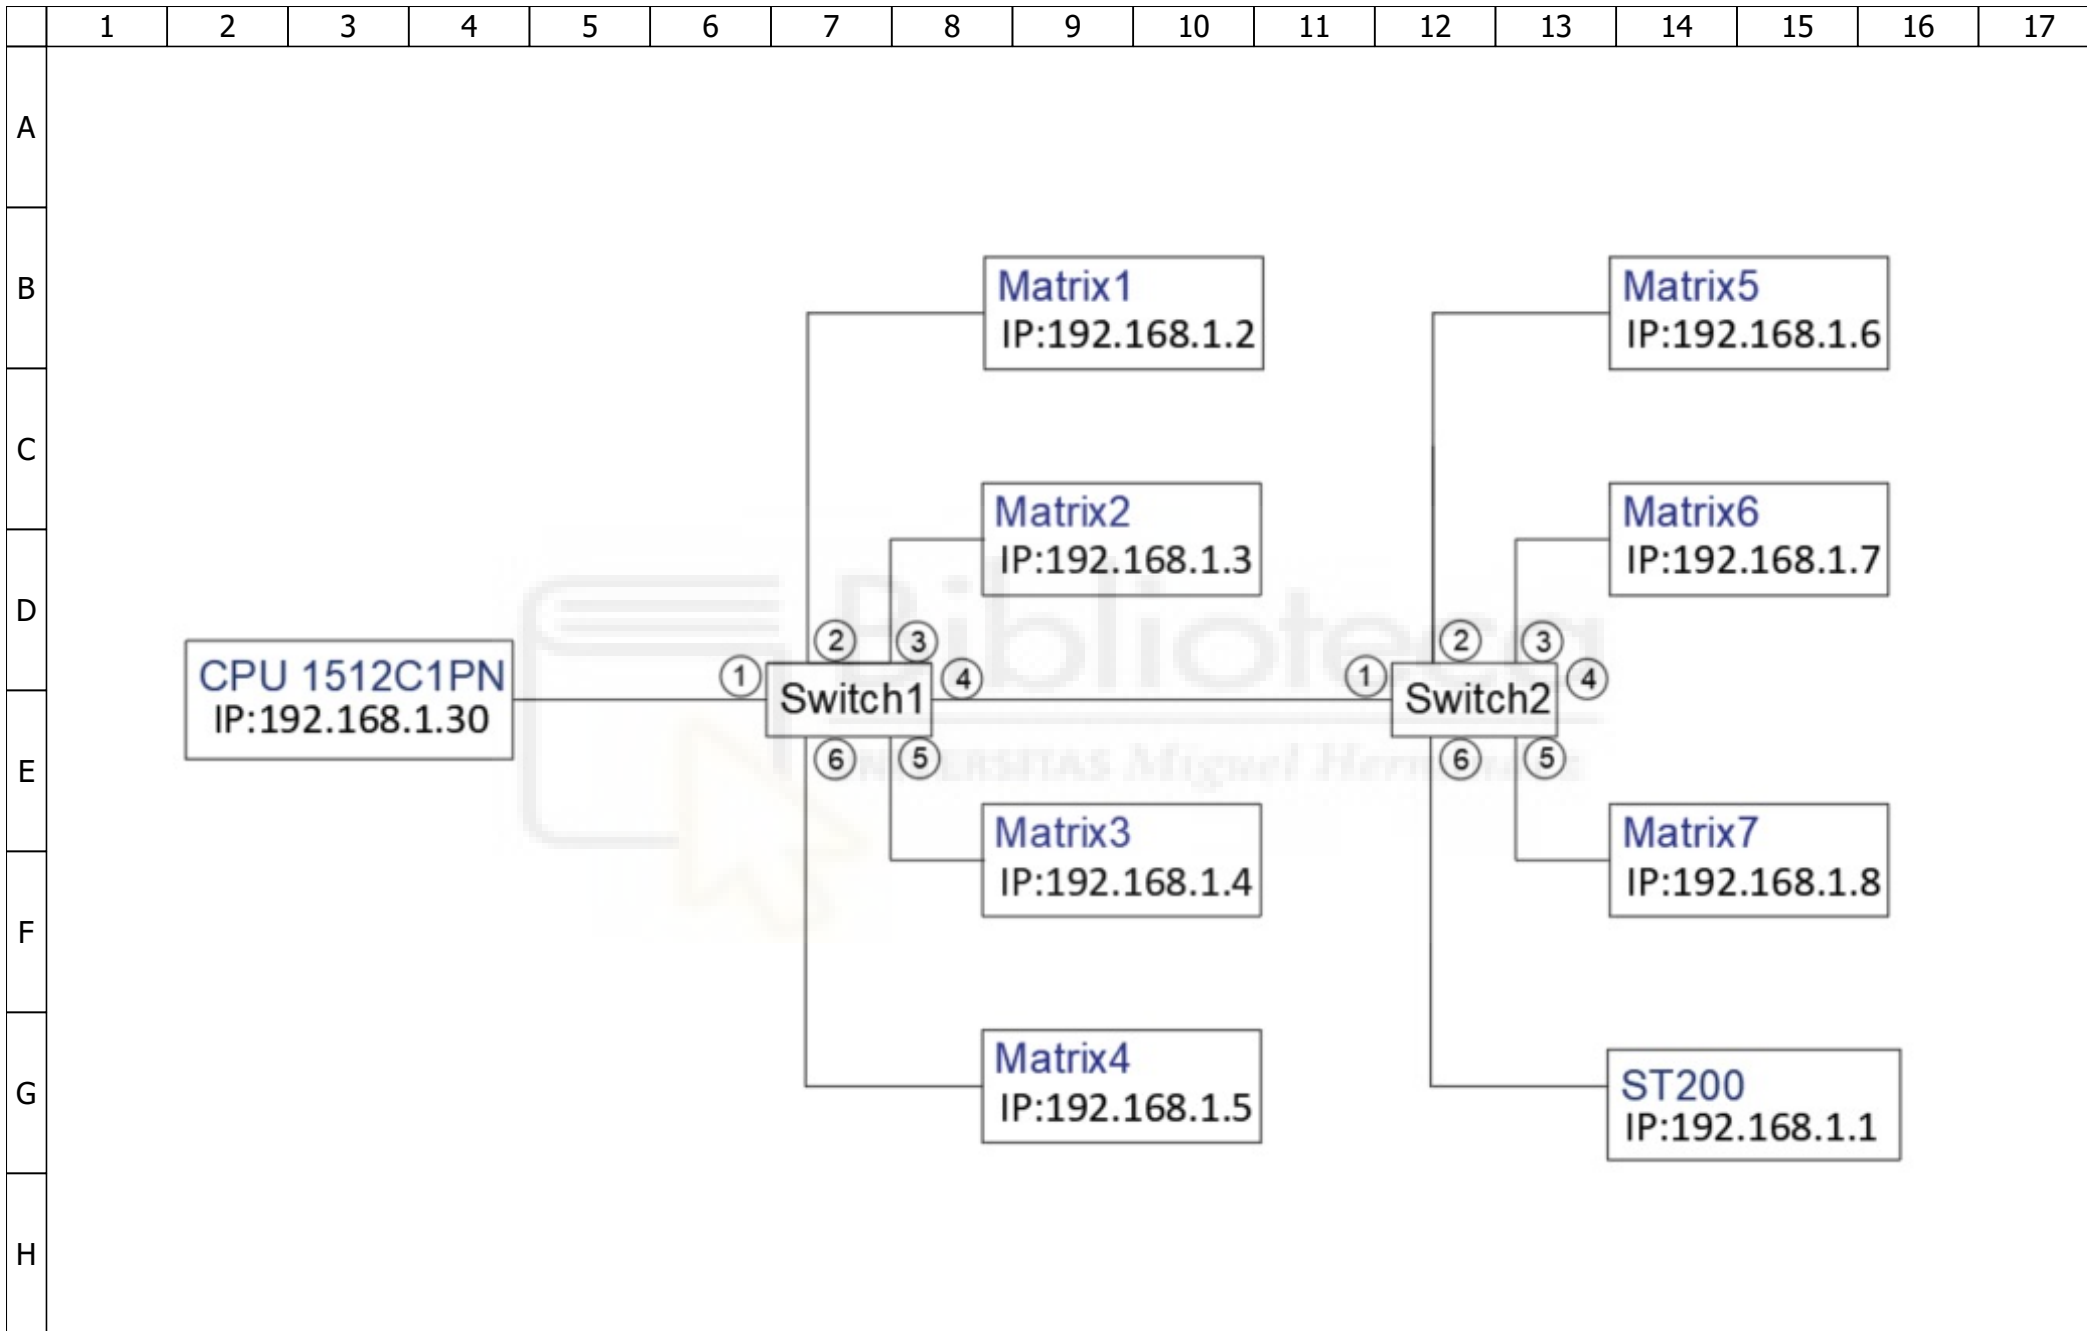 1 2 3 4 5 6 7 8 9 10 11 12 13 14 15 16 17
A
B
C
D
E
F
G
H
Matrix1
IP:192.168.1.2
Matrix5
IP:192.168.1.6
Matrix2
IP:192.168.1.3
Matrix6
IP:192.168.1.7
Biblioteca
UNIVERSITAS Miguel Hernández
CPU 1512C1PN
IP:192.168.1.30
1
2
3
4
Switch1
6
5
1
2
3
4
Switch2
6
5
Matrix3
IP:192.168.1.4
Matrix7
IP:192.168.1.8
Matrix4
IP:192.168.1.5
ST200
IP:192.168.1.1